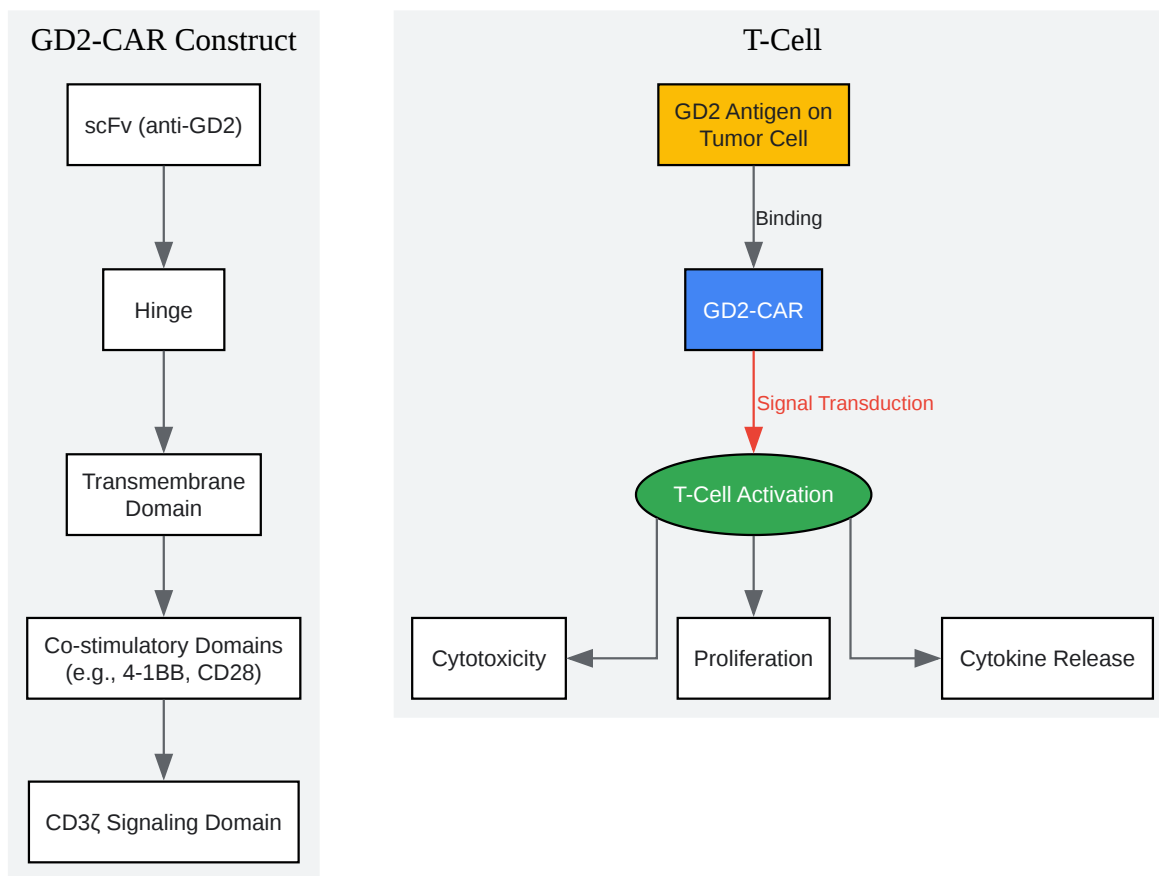 GD2-CAR Construct
scFv (anti-GD2)
Hinge
Transmembrane
Domain
Co-stimulatory Domains
(e.g., 4-1BB, CD28)
CD3ζ Signaling Domain
T-Cell
GD2 Antigen on
Tumor Cell
Binding
GD2-CAR
Signal Transduction
T-Cell Activation
Cytotoxicity
Proliferation
Cytokine Release